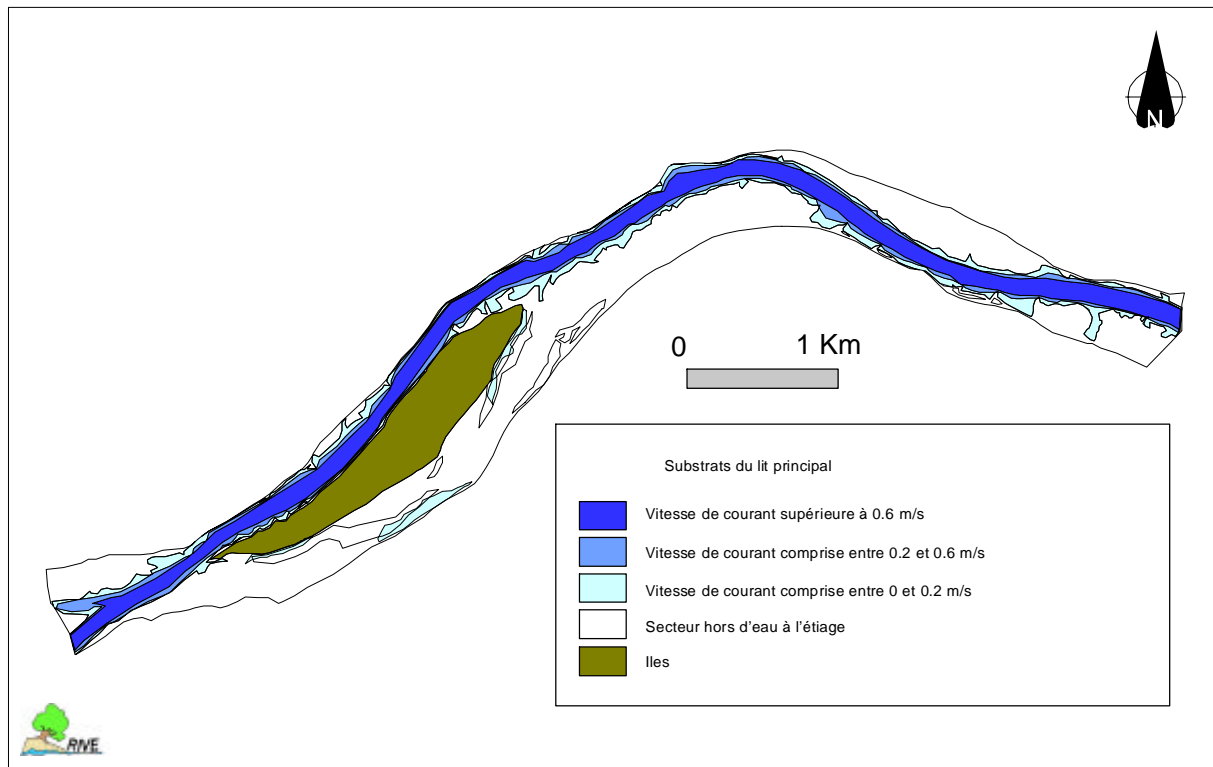 N
0 1 Km
Substrats du lit principal
Vitesse de courant supérieure à 0.6 m/s
Vitesse de courant comprise entre 0.2 et 0.6 m/s
Vitesse de courant comprise entre 0 et 0.2 m/s
Secteur hors d'eau à l'étiage
Iles
RIVE